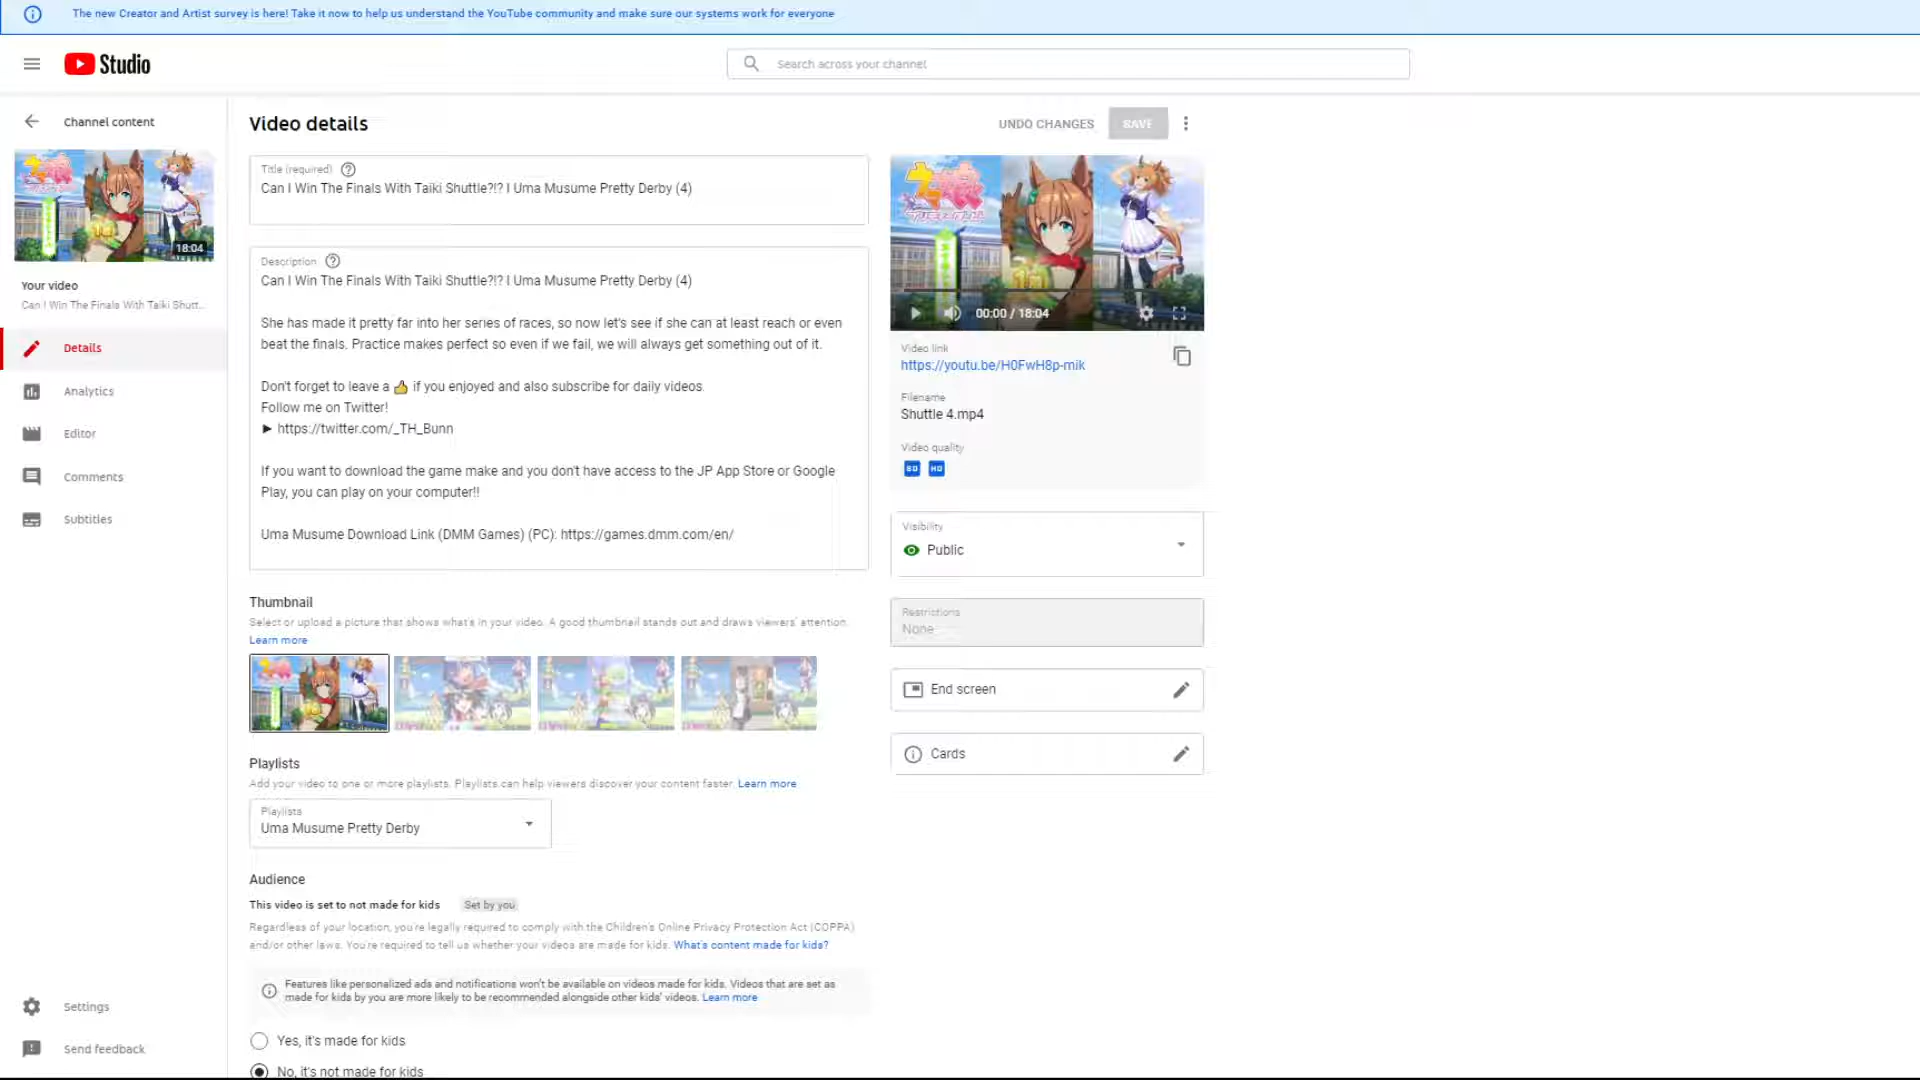 The new Creator and Artist survey is here! Take it now to help us understand the YouTube community and make sure our systems work for everyone
Studio
Search across your channel
Channel content
18:04
Your video
Can I Win The Finals With Taiki Shutt...
Details
Analytics
Editor
Comments
Subtitles
Settings
Send feedback
Video details
UNDO CHANGES
SAVE
Title (required)
Can I Win The Finals With Taiki Shuttle?!? l Uma Musume Pretty Derby (4)
Description
Can I Win The Finals With Taiki Shuttle?!? l Uma Musume Pretty Derby (4)
She has made it pretty far into her series of races, so now let's see if she can at least reach or even
beat the finals. Practice makes perfect so even if we fail, we will always get something out of it.
Don't forget to leave a 👍 if you enjoyed and also subscribe for daily videos
Follow me on Twitter!
► https://twitter.com/_TH_Bunn
If you want to download the game make and you don't have access to the JP App Store or Google
Play, you can play on your computer!!
Uma Musume Download Link (DMM Games) (PC): https://games.dmm.com/en/
Thumbnail
Select or upload a picture that shows what's in your video. A good thumbnail stands out and draws viewers' attention.
Learn more
Playlists
Add your video to one or more playlists. Playlists can help viewers discover your content faster. Learn more
Playlists
Uma Musume Pretty Derby
Audience
This video is set to not made for kids Set by you
Regardless of your location, you're legally required to comply with the Children's Online Privacy Protection Act (COPPA)
and/or other laws. You're required to tell us whether your videos are made for kids. What's content made for kids?
Features like personalized ads and notifications won't be available on videos made for kids. Videos that are set as
made for kids by you are more likely to be recommended alongside other kids' videos. Learn more
Yes, it's made for kids
No, it's not made for kids
00:00 / 18:04
Video link
https://youtu.be/H0FwH8p-mik
Filename
Shuttle 4.mp4
Video quality
SD HD
Visibility
Public
Restrictions
None
End screen
Cards